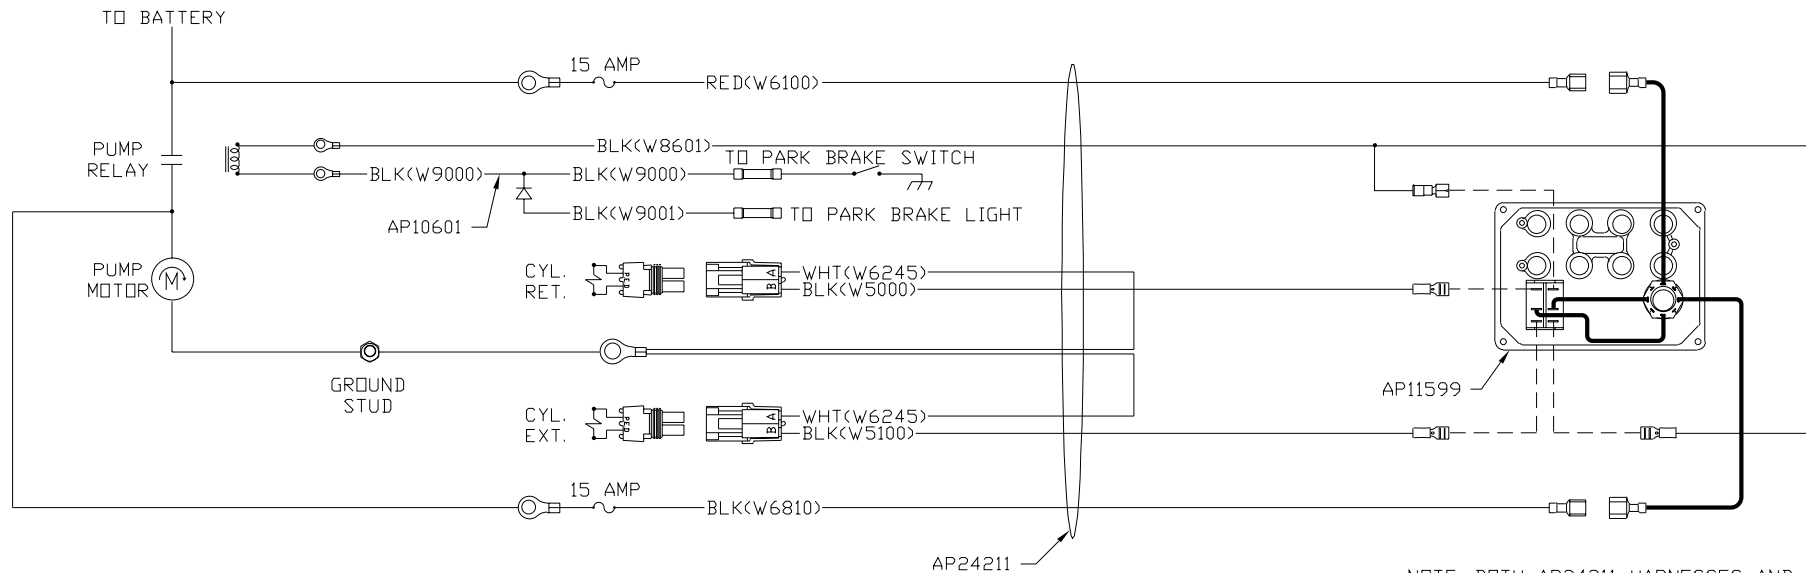 TO BATTERY
15 AMP
RED(W6100)
PUMP
RELAY
BLK(W8601)
TO PARK BRAKE SWITCH
BLK(W9000)
BLK(W9000)
AP10601
BLK(W9001)
TO PARK BRAKE LIGHT
PUMP
MOTOR
M
CYL.
RET.
A
B
WHT(W6245)
BLK(W5000)
GROUND
STUD
AP11599
CYL.
EXT.
A
B
WHT(W6245)
BLK(W5100)
15 AMP
BLK(W6810)
AP24211